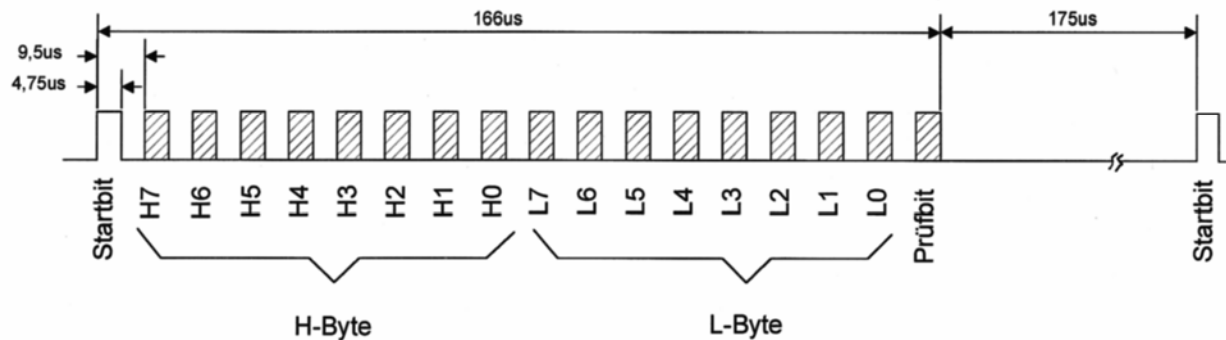 166us
175us
9,5us
4,75us
Startbit
H7
H6
H5
H4
H3
H2
H1
H0
L7
L6
L5
L4
L3
L2
L1
L0
Prüfbit
Startbit
H-Byte
L-Byte